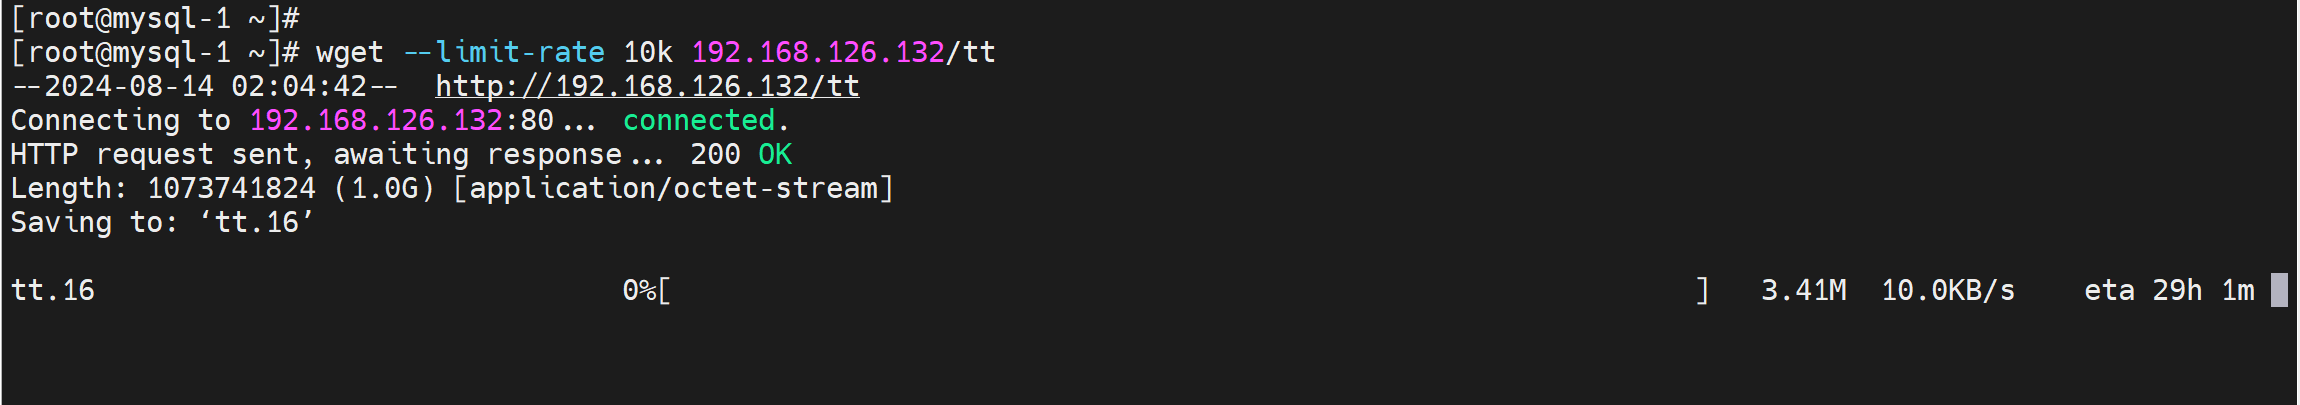 [root@mysql-1 ~]#
[root@mysql-1 ~]# wget --limit-rate 10k 192.168.126.132/tt
--2024-08-14 02:04:42--  http://192.168.126.132/tt
Connecting to 192.168.126.132:80... connected.
HTTP request sent, awaiting response... 200 OK
Length: 1073741824 (1.0G) [application/octet-stream]
Saving to: ‘tt.16’
tt.16 0%[ ] 3.41M 10.0KB/s eta 29h 1m